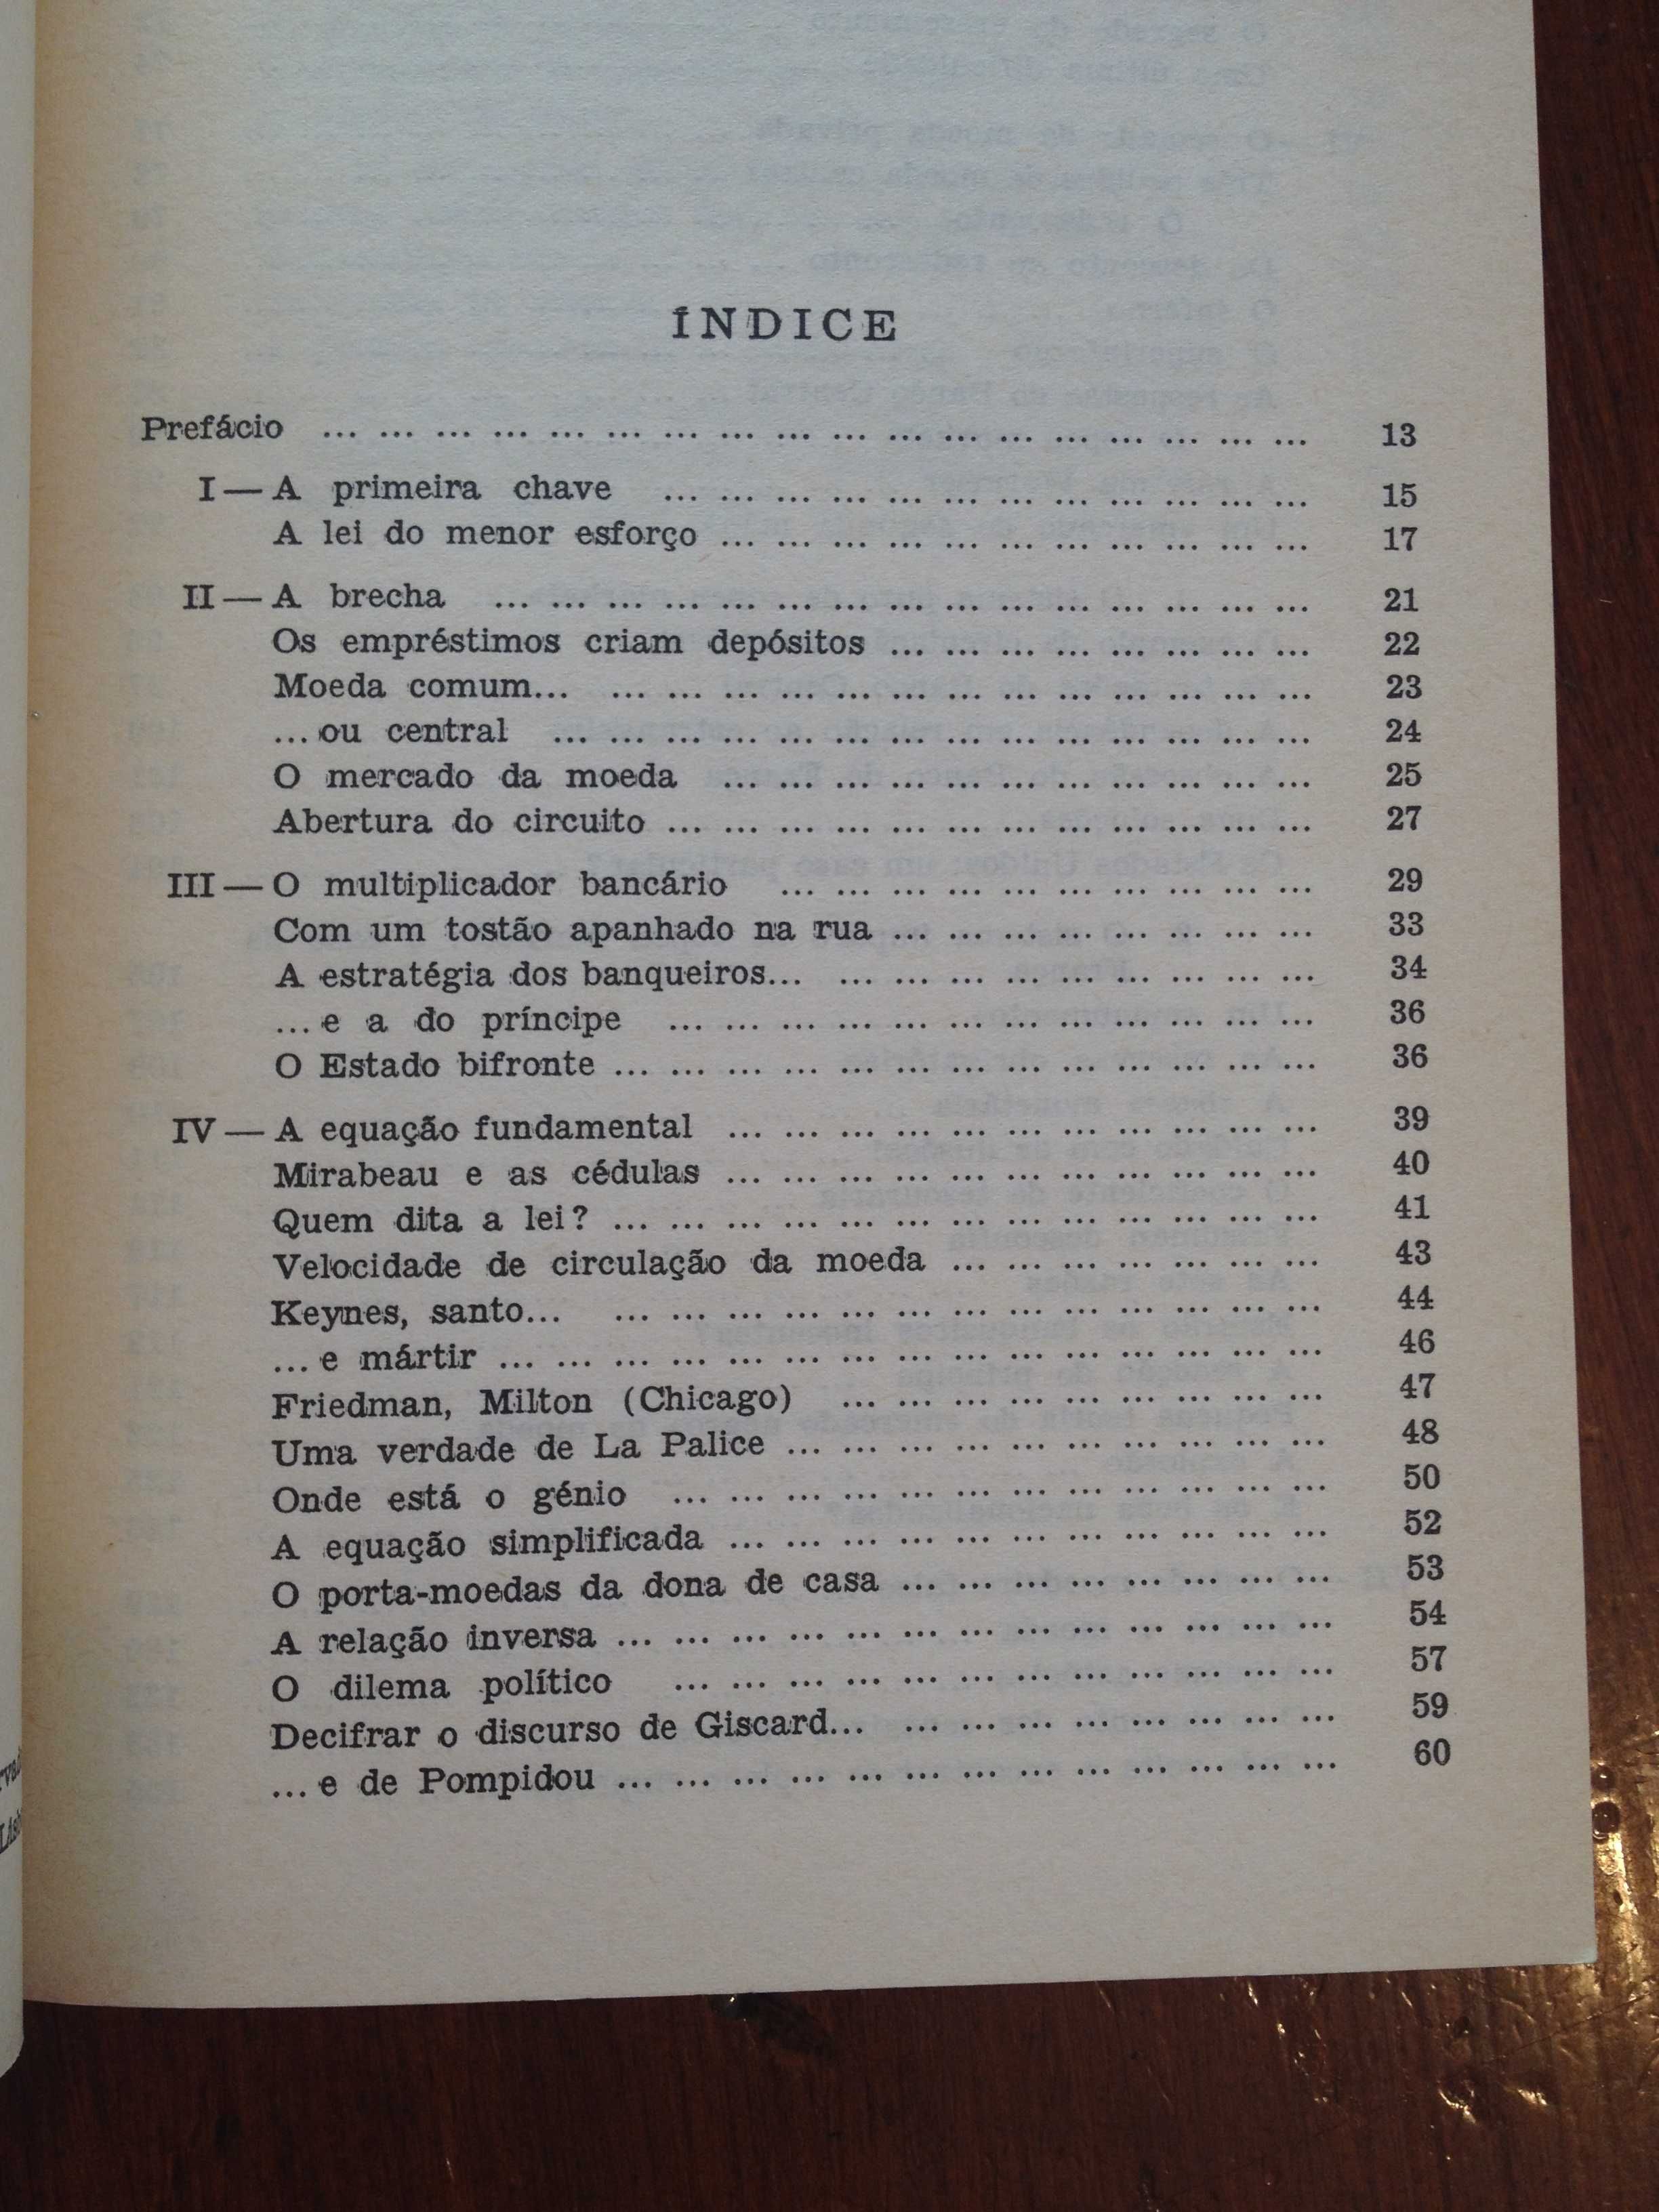 ÍNDICE
Prefácio ... ... ... ... ... ... ... ... ... ... ... ... ... ... ... ... ... ... 13
I — A primeira chave ... ... ... ... ... ... ... ... ... ... ... ... 15
A lei do menor esforço ... ... ... ... ... ... ... ... ... ... ... 17
II — A brecha ... ... ... ... ... ... ... ... ... ... ... ... ... ... ... 21
Os empréstimos criam depósitos ... ... ... ... ... ... ... ... 22
Moeda comum... ... ... ... ... ... ... ... ... ... ... ... ... ... 23
...ou central ... ... ... ... ... ... ... ... ... ... ... ... ... ... 24
O mercado da moeda ... ... ... ... ... ... ... ... ... ... ... 25
Abertura do circuito ... ... ... ... ... ... ... ... ... ... ... ... 27
III — O multiplicador bancário ... ... ... ... ... ... ... ... ... ... 29
Com um tostão apanhado na rua ... ... ... ... ... ... ... ... 33
A estratégia dos banqueiros... ... ... ... ... ... ... ... ... ... 34
...e a do príncipe ... ... ... ... ... ... ... ... ... ... ... ... 36
O Estado bifronte ... ... ... ... ... ... ... ... ... ... ... ... ... 36
IV — A equação fundamental ... ... ... ... ... ... ... ... ... ... ... 39
Mirabeau e as cédulas ... ... ... ... ... ... ... ... ... ... ... 40
Quem dita a lei? ... ... ... ... ... ... ... ... ... ... ... ... ... 41
Velocidade de circulação da moeda ... ... ... ... ... ... ... 43
Keynes, santo... ... ... ... ... ... ... ... ... ... ... ... ... ... 44
...e mártir ... ... ... ... ... ... ... ... ... ... ... ... ... ... ... 46
Friedman, Milton (Chicago) ... ... ... ... ... ... ... ... ... 47
Uma verdade de La Palice ... ... ... ... ... ... ... ... ... ... 48
Onde está o génio ... ... ... ... ... ... ... ... ... ... ... ... 50
A equação simplificada ... ... ... ... ... ... ... ... ... ... ... 52
O porta-moedas da dona de casa ... ... ... ... ... ... ... ... 53
A relação inversa ... ... ... ... ... ... ... ... ... ... ... ... ... 54
O dilema político ... ... ... ... ... ... ... ... ... ... ... ... 57
Decifrar o discurso de Giscard... ... ... ... ... ... ... ... ... 59
...e de Pompidou ... ... ... ... ... ... ... ... ... ... ... ... ... 60